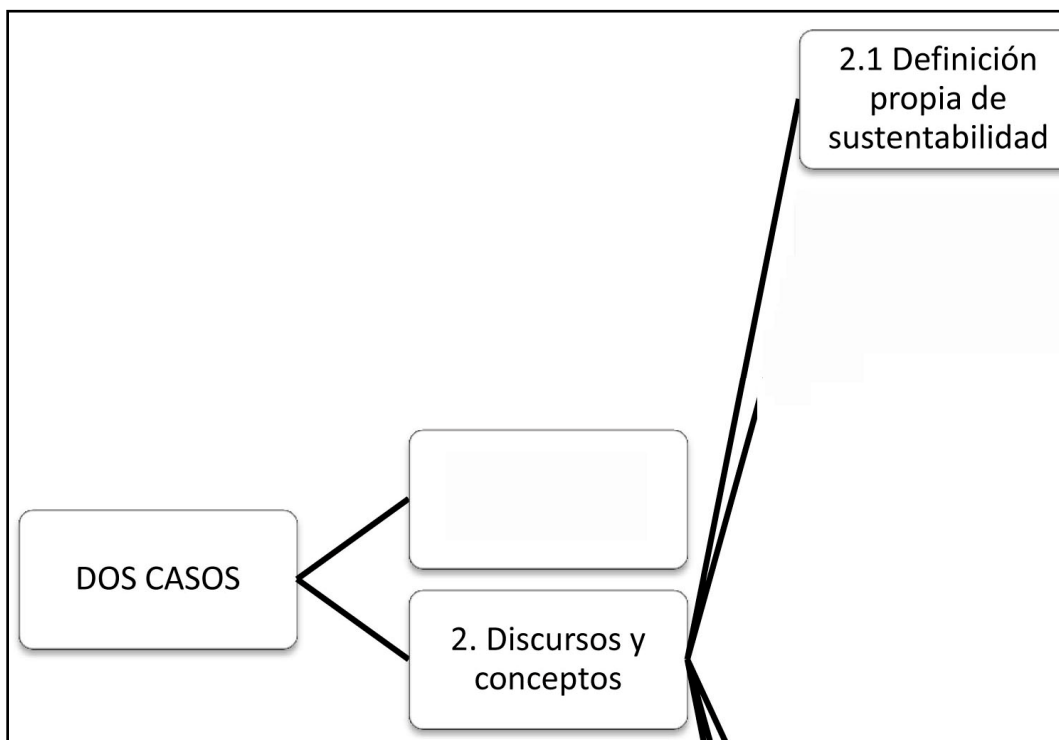 2.1 Definición
propia de
sustentabilidad
DOS CASOS
2. Discursos y
conceptos